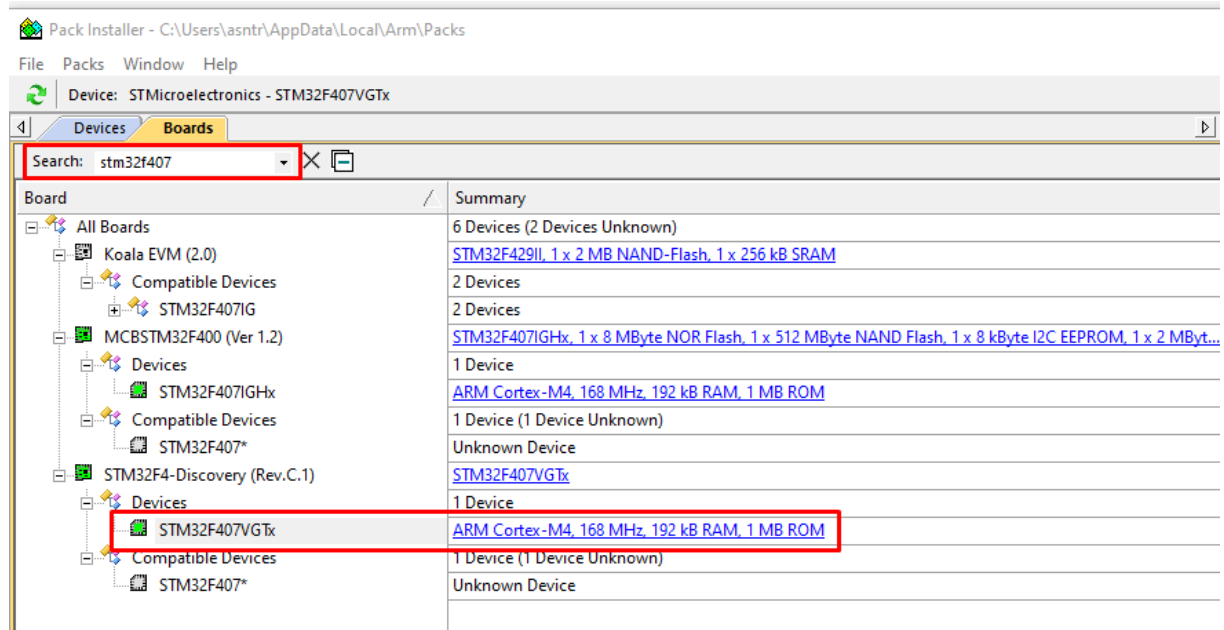 Pack Installer - C:\Users\asntr\AppData\Local\Arm\Packs
File Packs Window Help
Device: STMicroelectronics - STM32F407VGTx
Devices Boards
Search: stm32f407
Board Summary
All Boards 6 Devices (2 Devices Unknown)
Koala EVM (2.0) STM32F429II, 1 x 2 MB NAND-Flash, 1 x 256 kB SRAM
Compatible Devices 2 Devices
STM32F407IG 2 Devices
MCBSTM32F400 (Ver 1.2) STM32F407IGHx, 1 x 8 MByte NOR Flash, 1 x 512 MByte NAND Flash, 1 x 8 kByte I2C EEPROM, 1 x 2 MByt...
Devices 1 Device
STM32F407IGHx ARM Cortex-M4, 168 MHz, 192 kB RAM, 1 MB ROM
Compatible Devices 1 Device (1 Device Unknown)
STM32F407* Unknown Device
STM32F4-Discovery (Rev.C.1) STM32F407VGTx
Devices 1 Device
STM32F407VGTx ARM Cortex-M4, 168 MHz, 192 kB RAM, 1 MB ROM
Compatible Devices 1 Device (1 Device Unknown)
STM32F407* Unknown Device